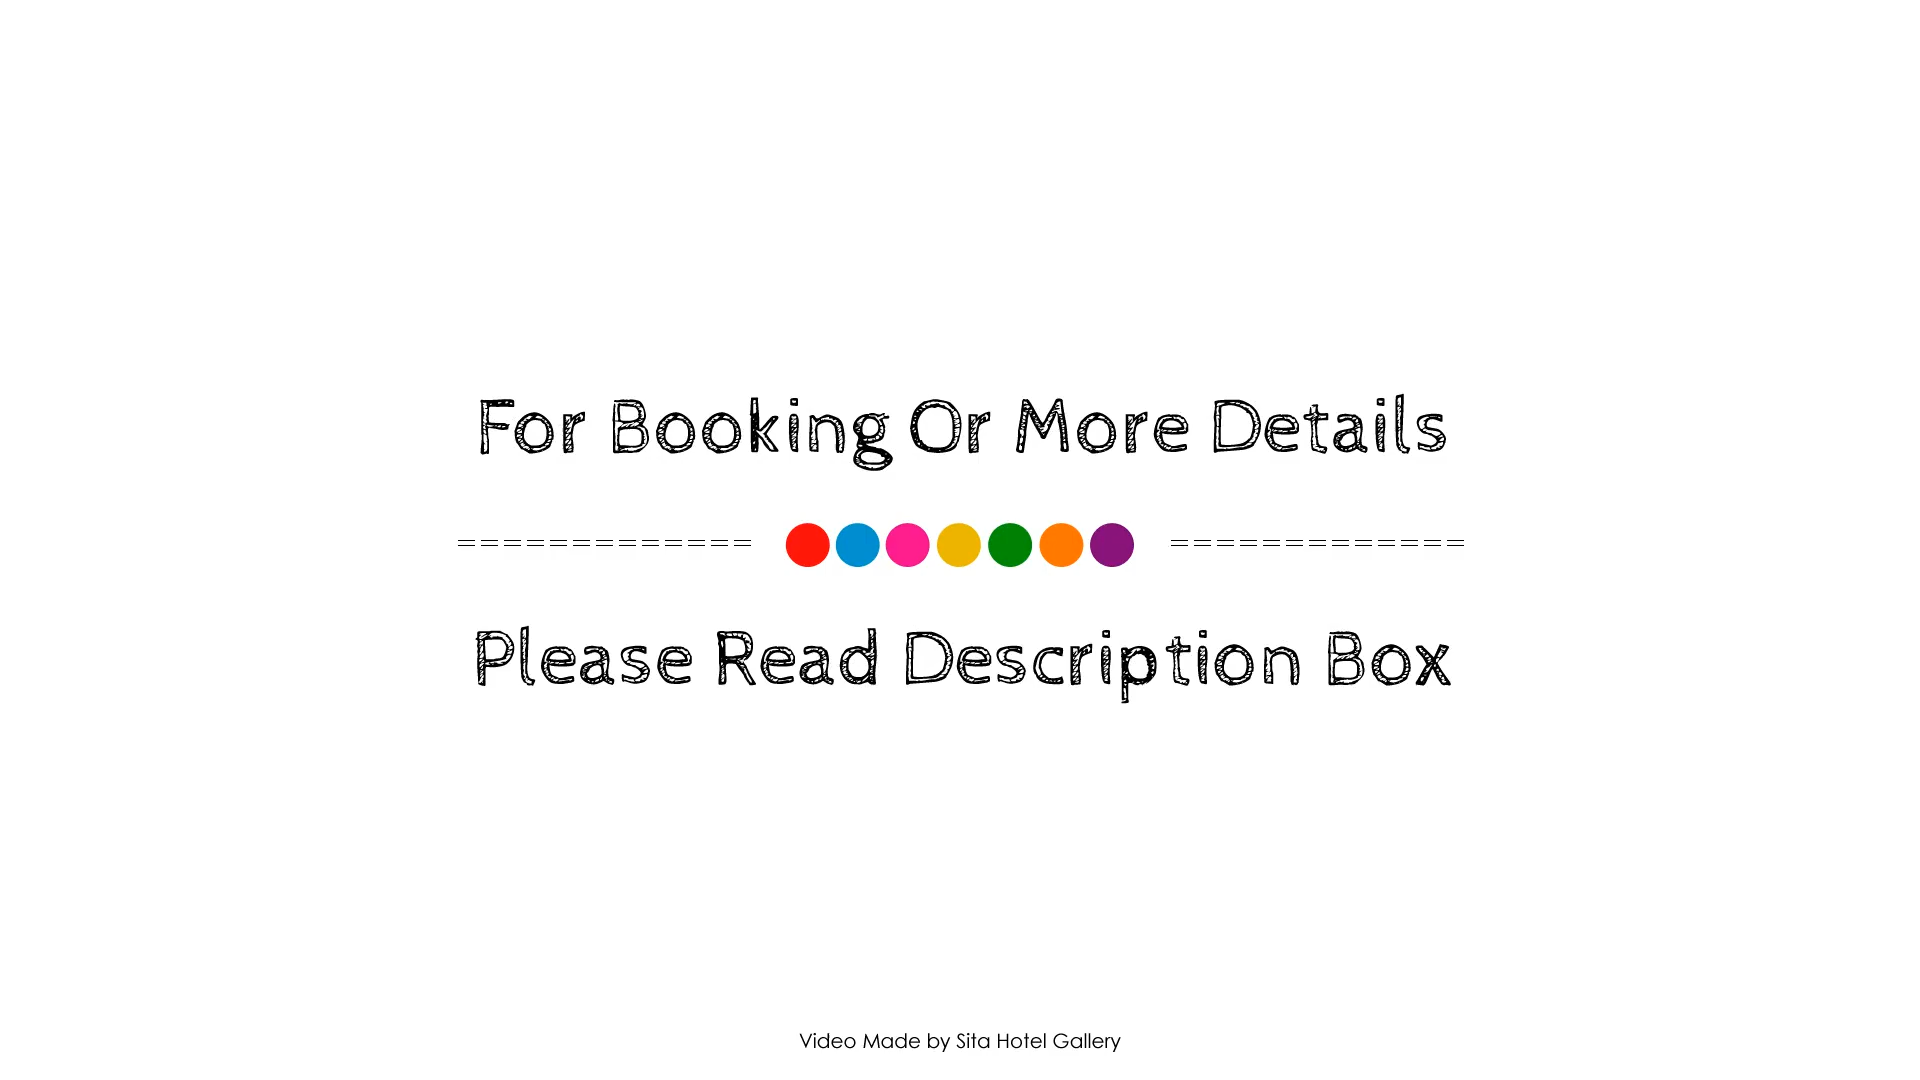 For Booking Or More Details
============= =============
Please Read Description Box
Video Made by Sita Hotel Gallery